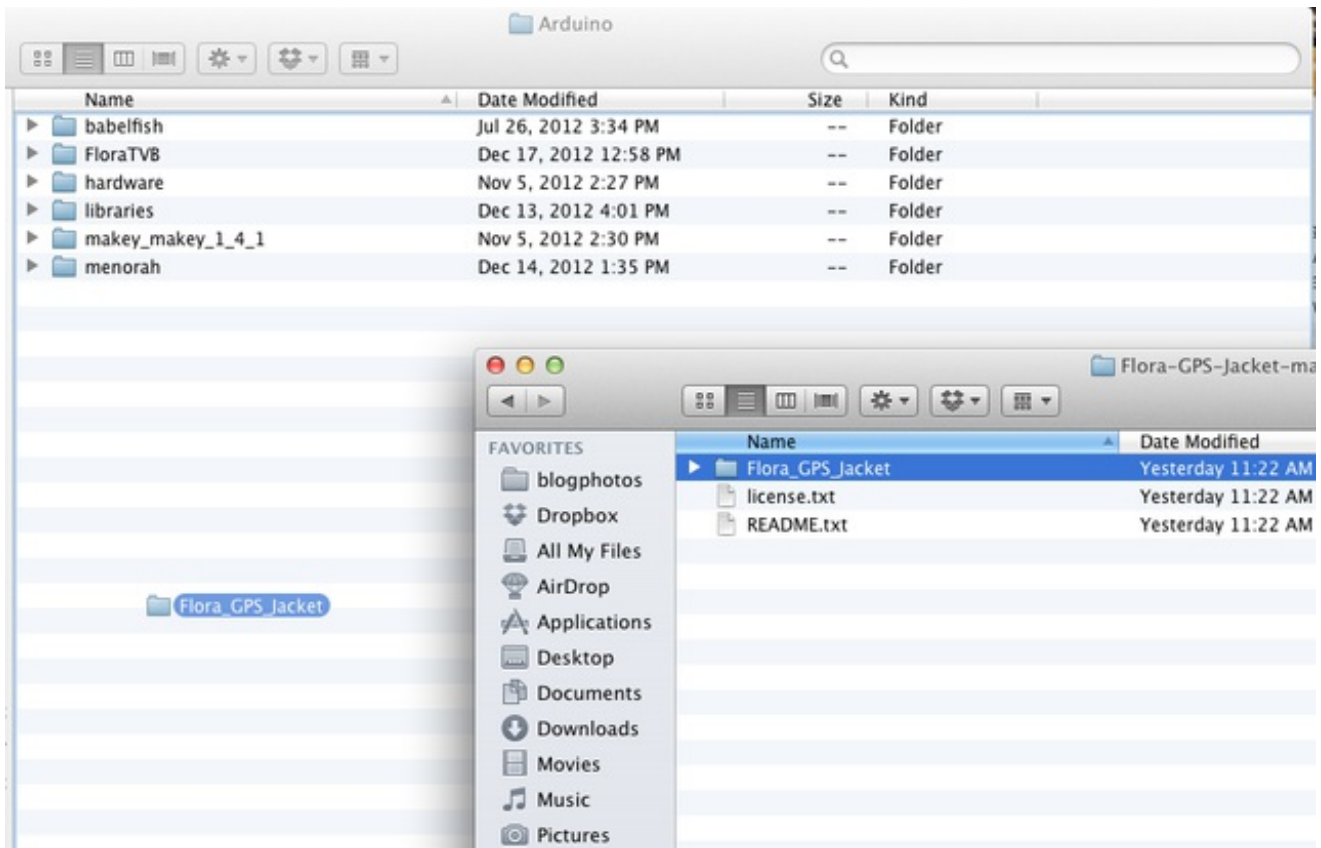 Arduino
Name Date Modified Size Kind
babelfish Jul 26, 2012 3:34 PM -- Folder
FloraTVB Dec 17, 2012 12:58 PM -- Folder
hardware Nov 5, 2012 2:27 PM -- Folder
libraries Dec 13, 2012 4:01 PM -- Folder
makey_makey_1_4_1 Nov 5, 2012 2:30 PM -- Folder
menorah Dec 14, 2012 1:35 PM -- Folder
Flora_GPS_Jacket
Flora-GPS-Jacket-ma
FAVORITES
blogphotos
Dropbox
All My Files
AirDrop
Applications
Desktop
Documents
Downloads
Movies
Music
Pictures
Name Date Modified
Flora_GPS_Jacket Yesterday 11:22 AM
license.txt Yesterday 11:22 AM
README.txt Yesterday 11:22 AM